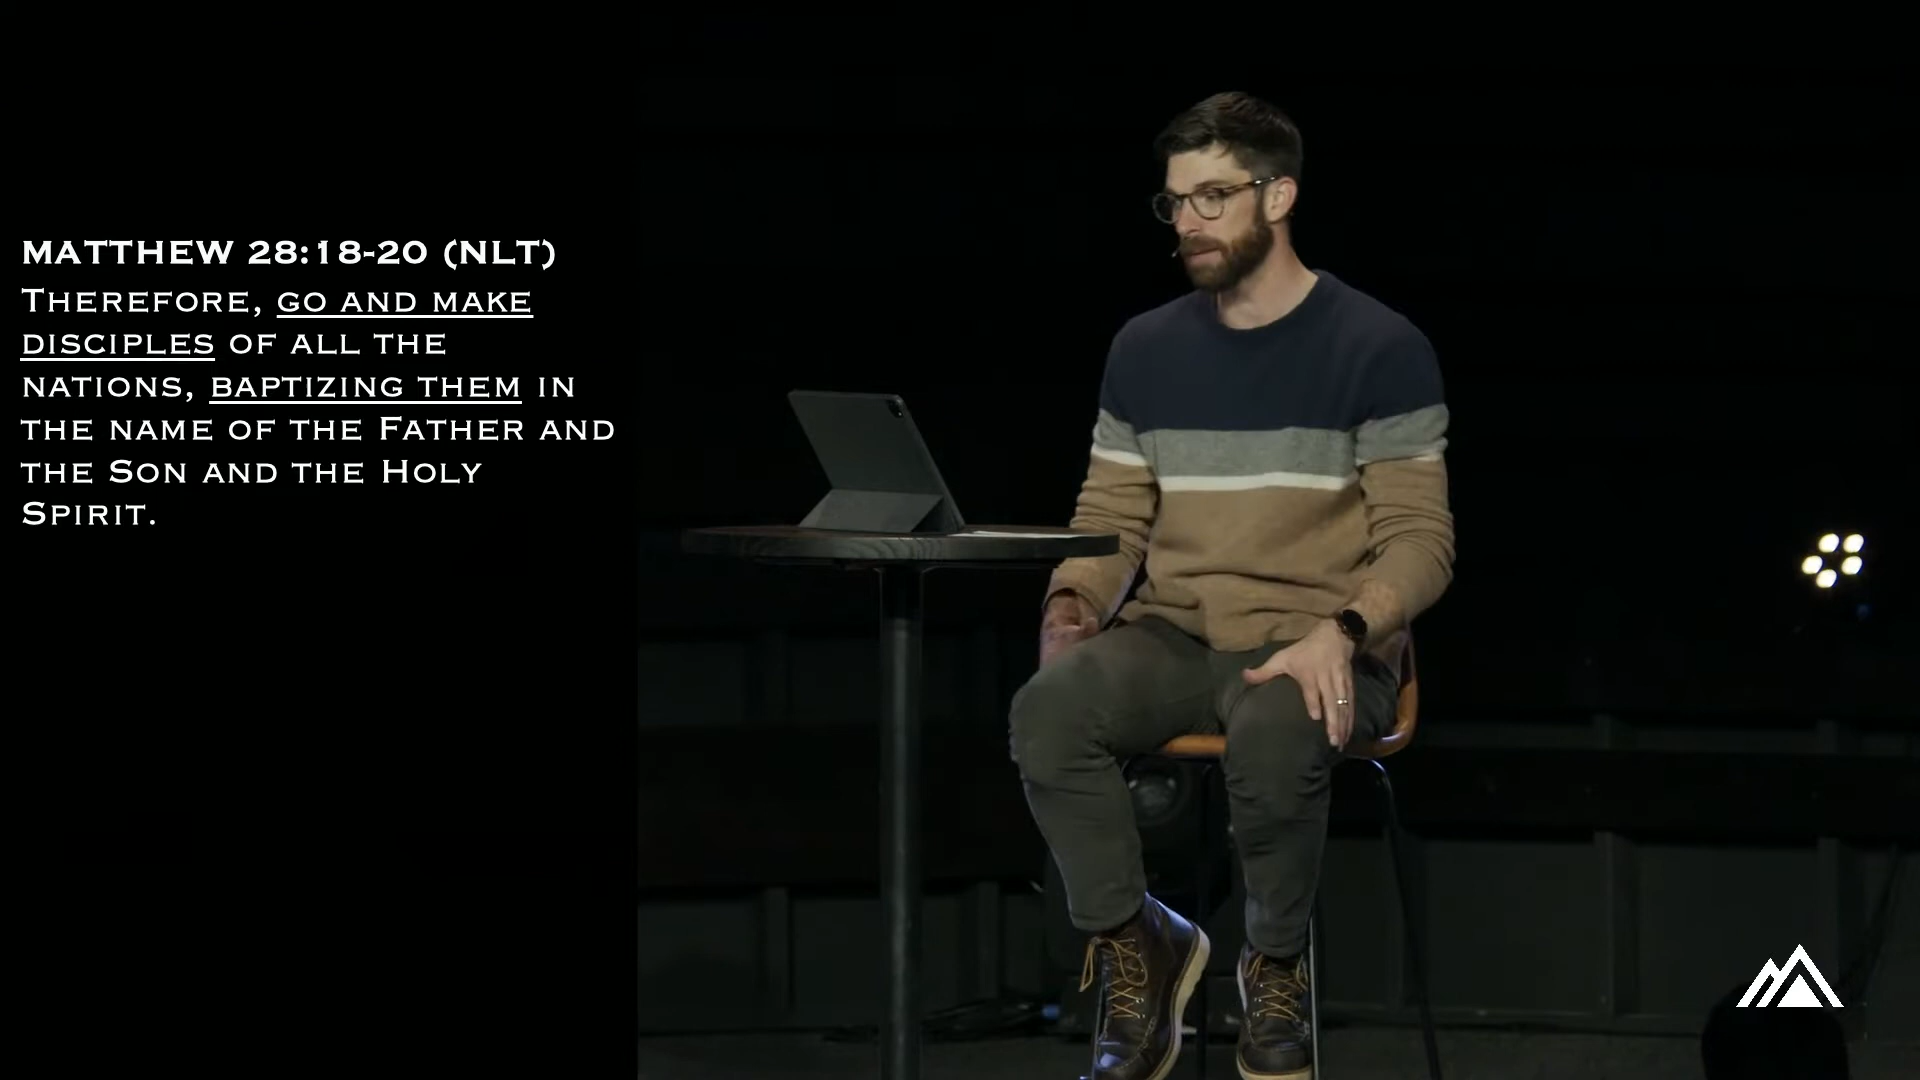 MATTHEW 28:18-20 (NLT)
THEREFORE, GO AND MAKE
DISCIPLES OF ALL THE
NATIONS, BAPTIZING THEM IN
THE NAME OF THE FATHER AND
THE SON AND THE HOLY
SPIRIT.